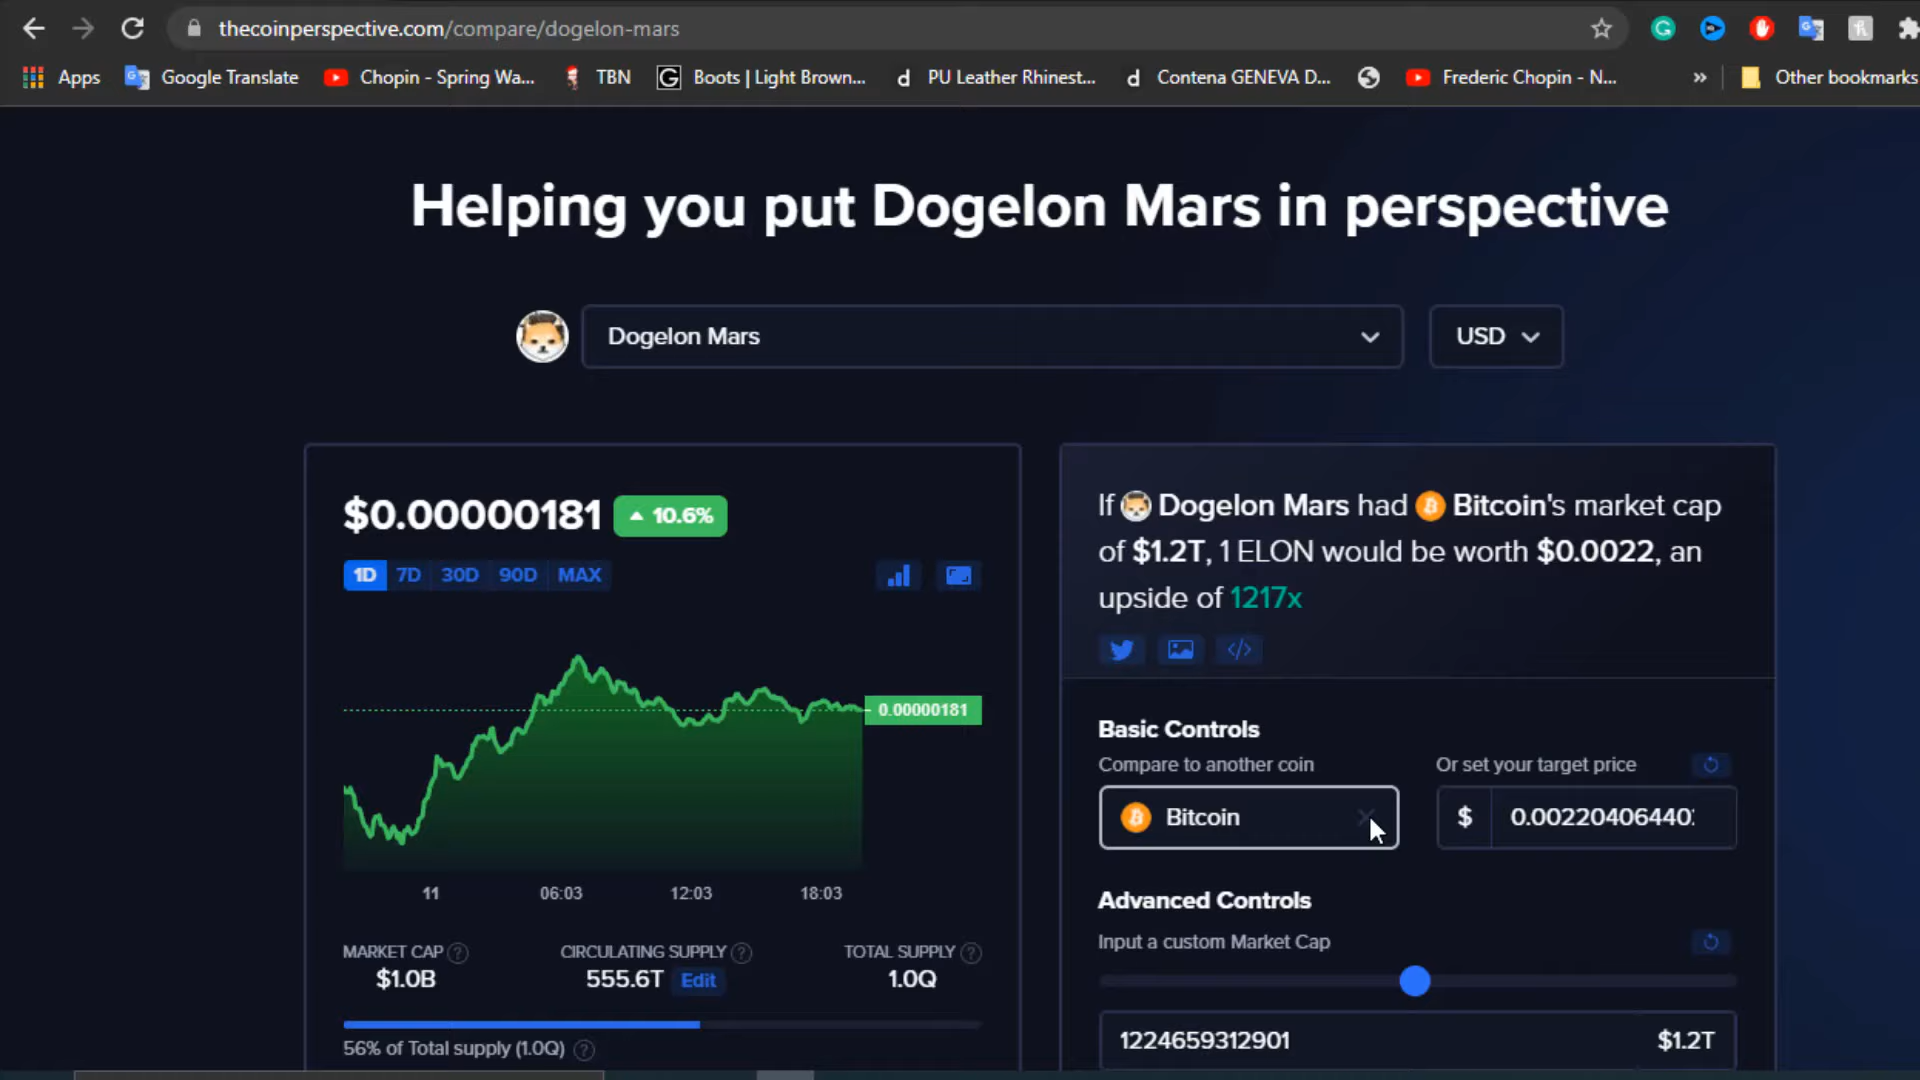 thecoinperspective.com/compare/dogelon-mars
Apps Google Translate Chopin - Spring Wa... TBN Boots | Light Brown... PU Leather Rhinest... Contena GENEVA D... Frederic Chopin - N... » Other bookmarks
Helping you put Dogelon Mars in perspective
Dogelon Mars USD
$0.00000181 10.6%
1D 7D 30D 90D MAX
0.00000181
11 06:03 12:03 18:03
MARKET CAP ? CIRCULATING SUPPLY ? TOTAL SUPPLY ?
$1.0B 555.6T Edit 1.0Q
56% of Total supply (1.0Q) ?
If Dogelon Mars had Bitcoin's market cap
of $1.2T, 1 ELON would be worth $0.0022, an
upside of 1217x
</>
Basic Controls
Compare to another coin Or set your target price
Bitcoin $ 0.00220406440
Advanced Controls
Input a custom Market Cap
1224659312901 $1.2T